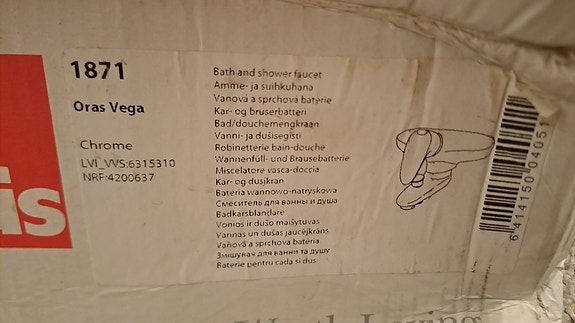 1871
Oras Vega
Chrome
LVI_VVS:6315310
NRF:4200637
Bath and shower faucet
Amme- ja suihkuhana
Vanová a sprchová baterie
Kar- og bruserbatteri
Bad/douchemengkraan
Vanni- ja dušisegisti
Robinetterie bain-douche
Wannenfüll- und Brausebatterie
Miscelatore vasca-doccia
Kar- og dusjkran
Bateria wannowo-natryskowa
Смеситель для ванны и душа
Badkarsblandare
Vonios ir dušo maišytuvas
Vannas un dušas jaucējkrāns
Vaňová a sprchová batéria
Змішувач для ванни та душу
Baterie pentru cada si dus